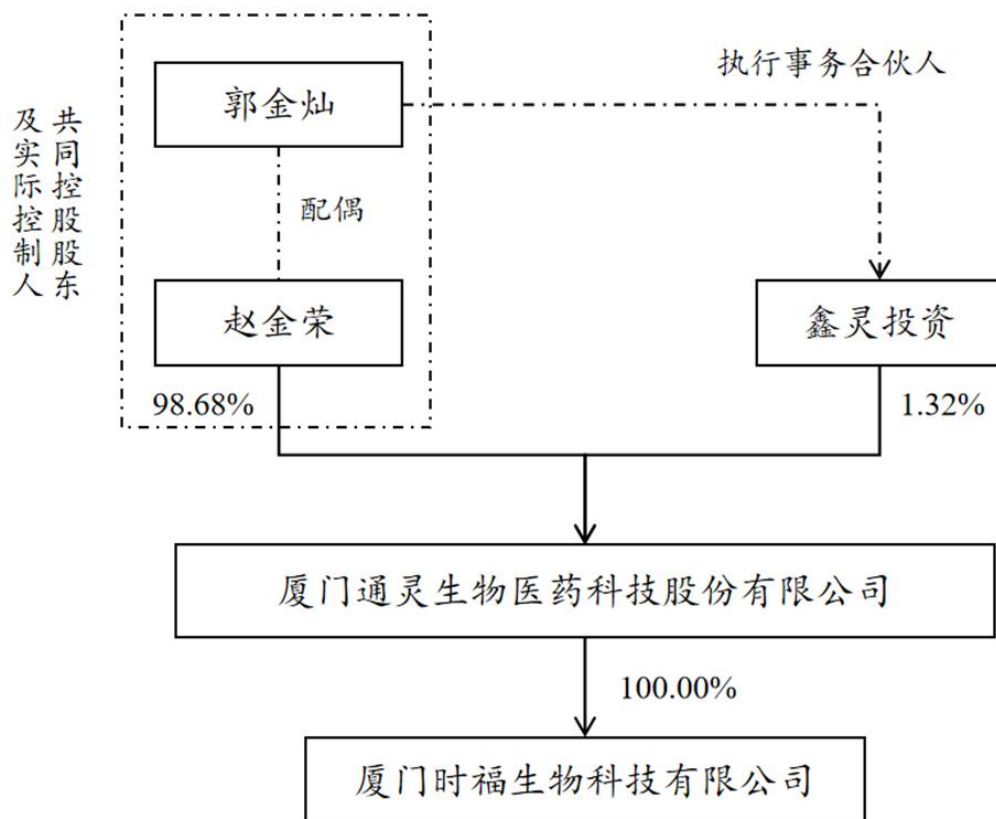 执行事务合伙人
郭金灿
共同控股股东
及实际控制人
配偶
赵金荣
鑫灵投资
98.68%
1.32%
厦门通灵生物医药科技股份有限公司
100.00%
厦门时福生物科技有限公司